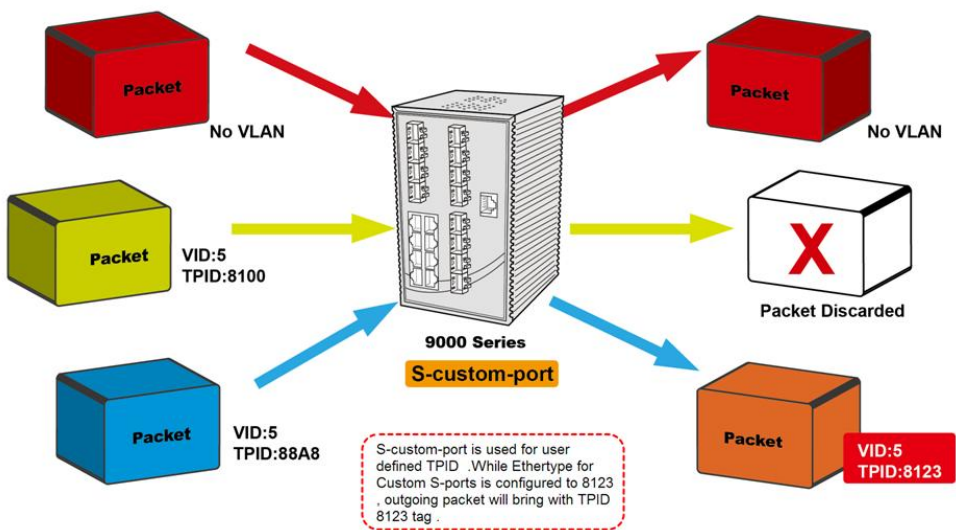 Packet
No VLAN
Packet
No VLAN
Packet
VID:5
TPID:8100
X
Packet Discarded
9000 Series
S-custom-port
Packet
VID:5
TPID:88A8
S-custom-port is used for user
defined TPID .While Ethertype for
Custom S-ports is configured to 8123
, outgoing packet will bring with TPID
8123 tag .
Packet
VID:5
TPID:8123